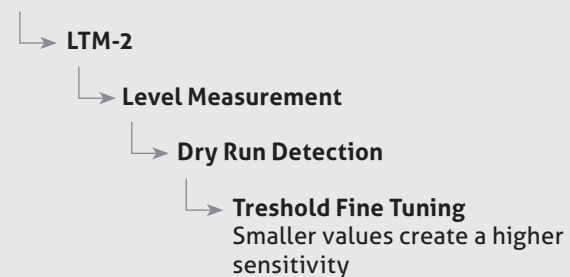 LTM-2
Level Measurement
Dry Run Detection
Treshold Fine Tuning
Smaller values create a higher
sensitivity